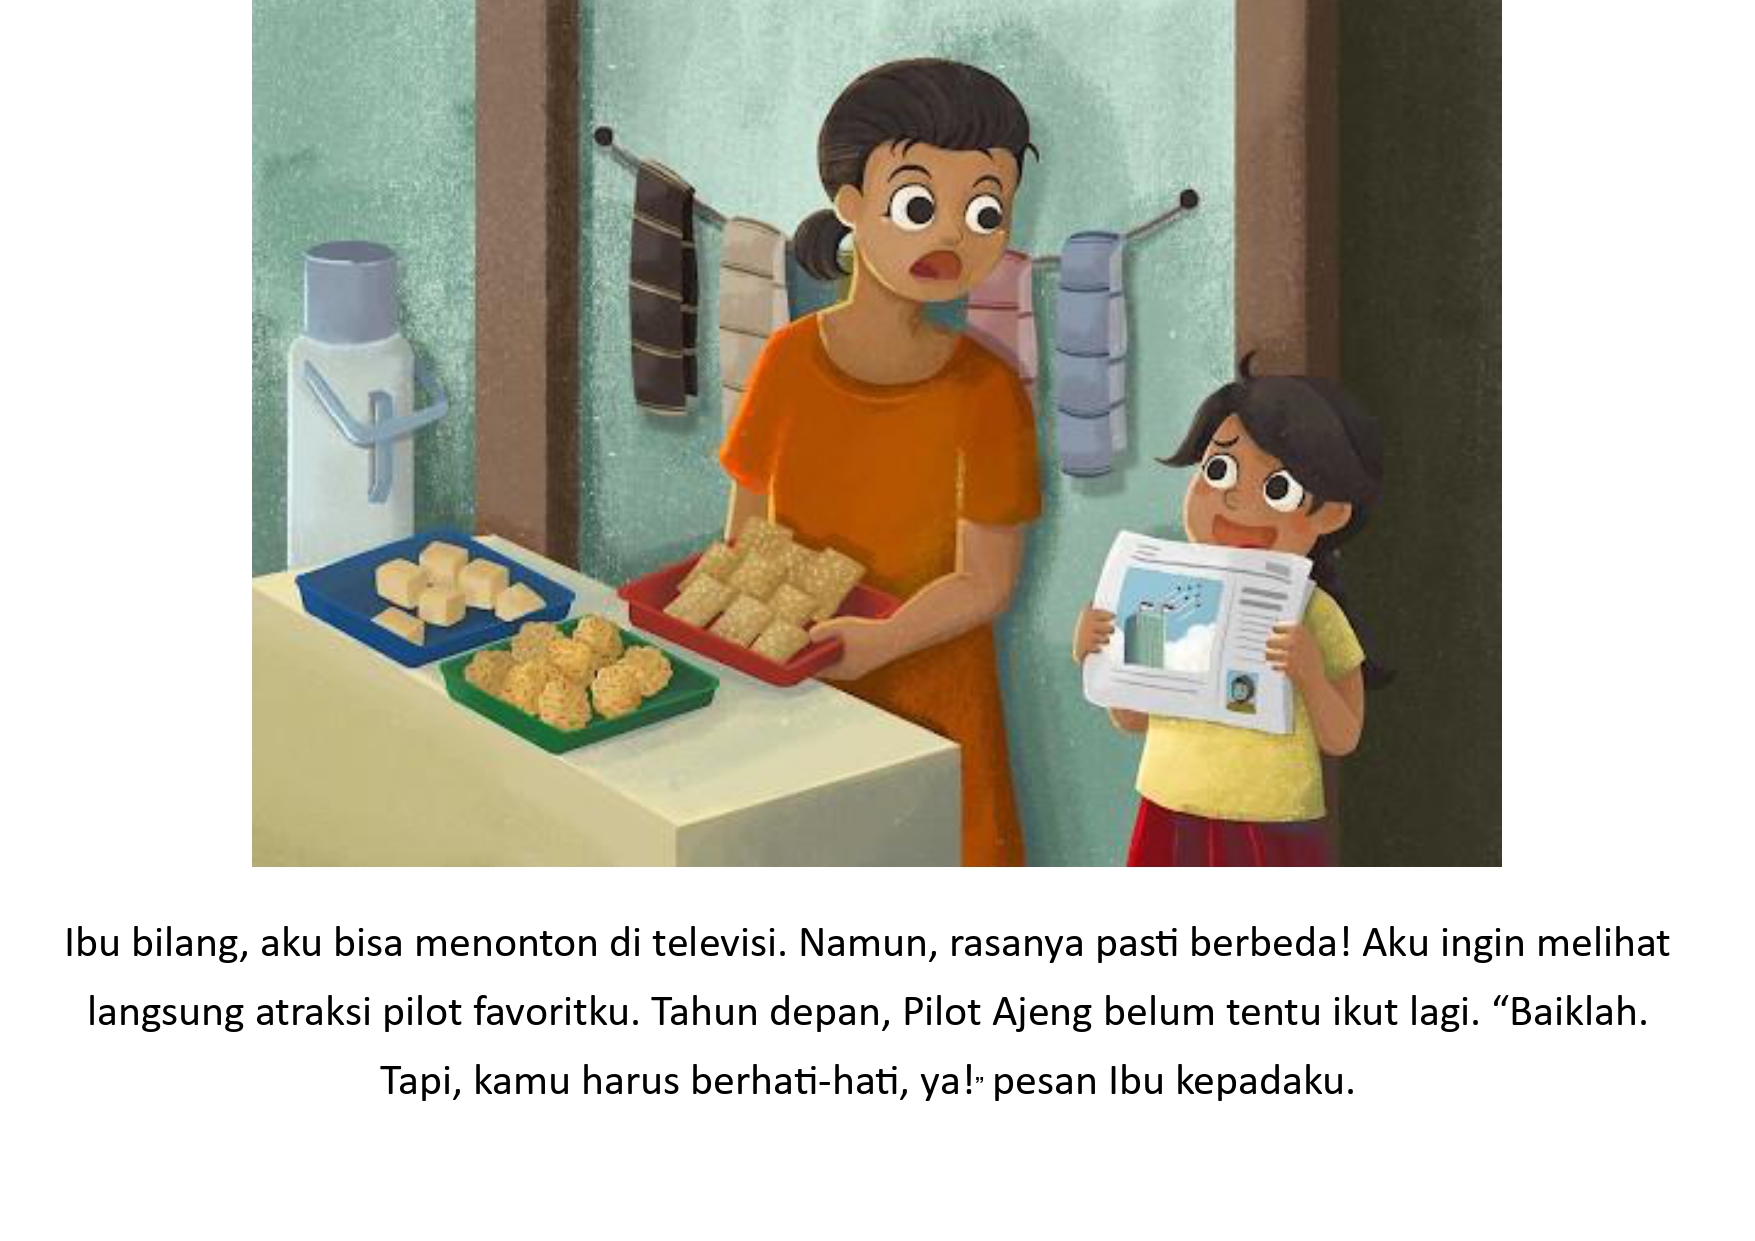 Ibu bilang, aku bisa menonton di televisi. Namun, rasanya pasti berbeda! Aku ingin melihat
langsung atraksi pilot favoritku. Tahun depan, Pilot Ajeng belum tentu ikut lagi. “Baiklah.
Tapi, kamu harus berhati-hati, ya!” pesan Ibu kepadaku.